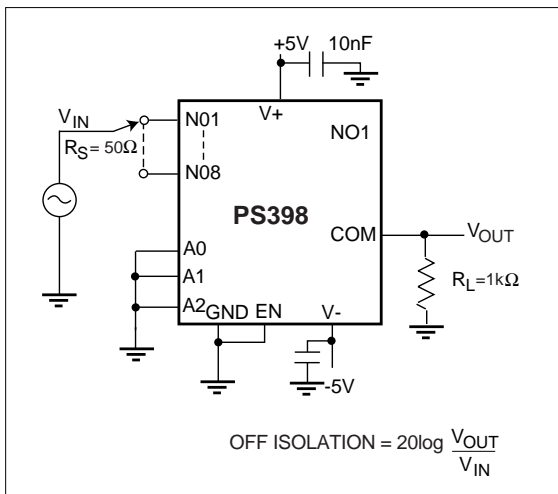 +5V 10nF
V+
VIN
N01
NO1
RS= 50Ω
N08
PS398
COM
VOUT
A0
A1
RL=1kΩ
A2
GND EN
V-
-5V
OFF ISOLATION = 20log VOUT
VIN